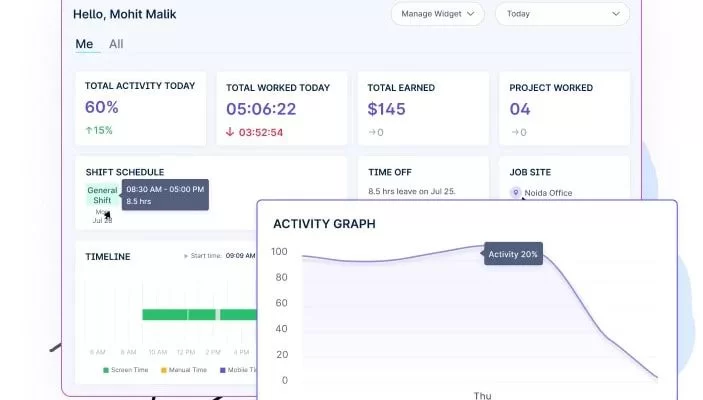 Hello, Mohit Malik
Manage Widget
Today
Me All
TOTAL ACTIVITY TODAY
60%
↑15%
TOTAL WORKED TODAY
05:06:22
↓ 03:52:54
TOTAL EARNED
$145
→0
PROJECT WORKED
04
→0
SHIFT SCHEDULE
General
Shift
08:30 AM - 05:00 PM
8.5 hrs
Jul
TIME OFF
8.5 hrs leave on Jul 25.
JOB SITE
Noida Office
TIMELINE
Start time: 09:09 AM
6 AM 8 AM 10 AM 12 PM 2 PM 4 PM
Screen Time Manual Time Mobile
ACTIVITY GRAPH
100
80
60
40
20
0
Activity 20%
Thu